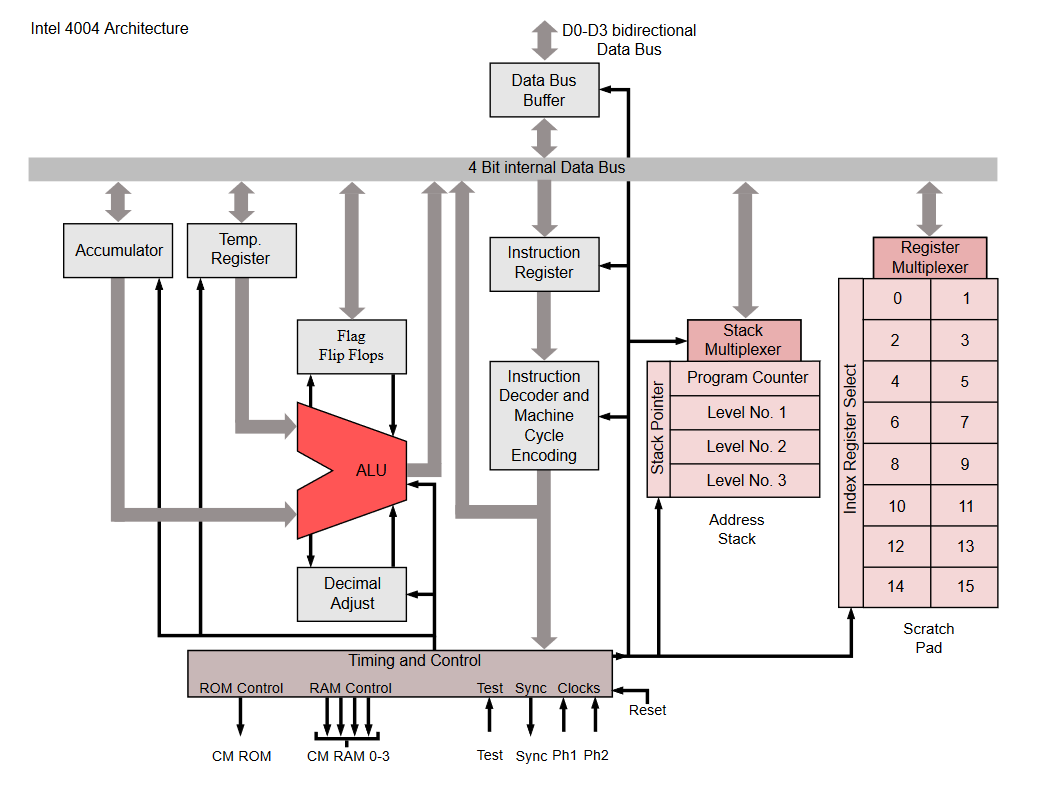 Intel 4004 Architecture
D0-D3 bidirectional
Data Bus
Data Bus
Buffer
4 Bit internal Data Bus
Accumulator
Temp.
Register
Instruction
Register
Register
Multiplexer
Flag
Flip Flops
Stack
Multiplexer
Instruction
Decoder and
Machine
Cycle
Encoding
Stack Pointer
Program Counter
Level No. 1
Level No. 2
Level No. 3
Address
Stack
Index Register Select
0 1
2 3
4 5
6 7
8 9
10 11
12 13
14 15
Scratch
Pad
ALU
Decimal
Adjust
Timing and Control
ROM Control RAM Control Test Sync Clocks
Reset
CM ROM CM RAM 0-3 Test Sync Ph1 Ph2